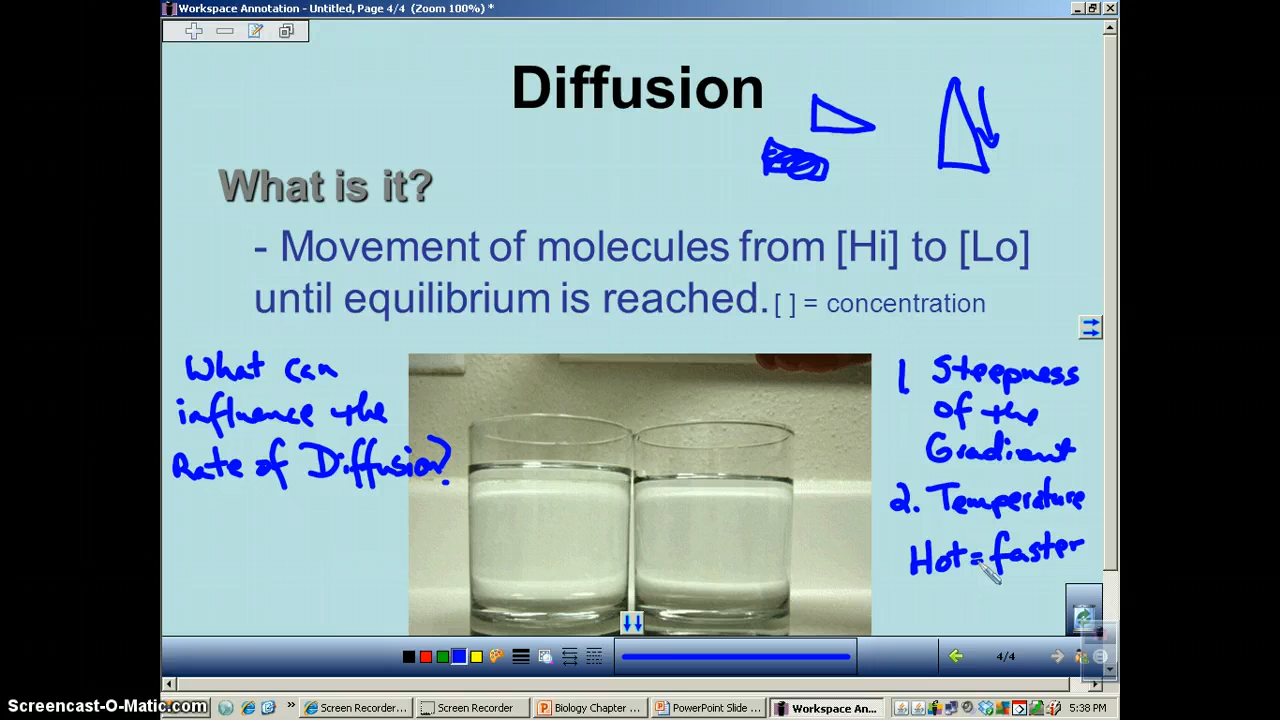 Workspace Annotation - Untitled, Page 4/4 (Zoom 100%) *
Diffusion
What is it?
- Movement of molecules from [Hi] to [Lo]
until equilibrium is reached. [ ] = concentration
What can
influence the
Rate of Diffusion?
1. Steepness
of the
Gradient
2. Temperature
Hot = faster
4/4
Screencast-O-Matic.com
Screen Recorder...
Screen Recorder
Biology Chapter ...
PowerPoint Slide ...
Workspace An...
5:38 PM